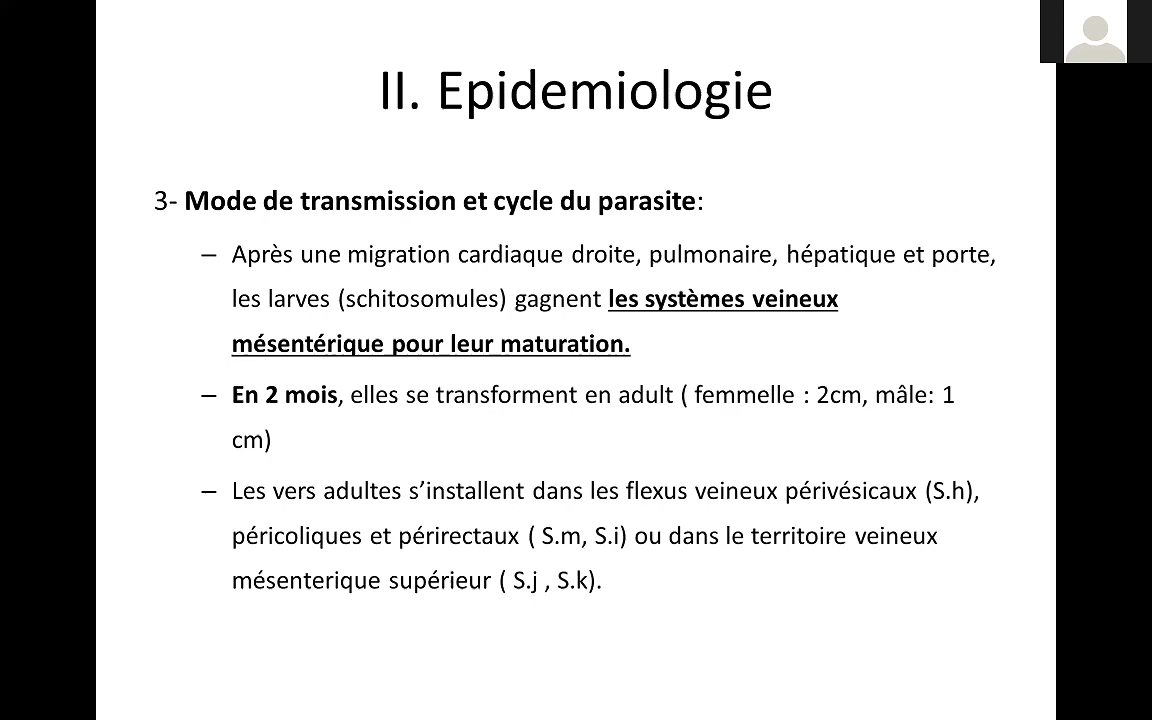 II. Epidemiologie
3- Mode de transmission et cycle du parasite:
– Après une migration cardiaque droite, pulmonaire, hépatique et porte,
les larves (schitosomules) gagnent les systèmes veineux
mésentérique pour leur maturation.
– En 2 mois, elles se transforment en adult ( femmelle : 2cm, mâle: 1
cm)
– Les vers adultes s’installent dans les flexus veineux périvésicaux (S.h),
péricoliques et périrectaux ( S.m, S.i) ou dans le territoire veineux
mésenterique supérieur ( S.j , S.k).